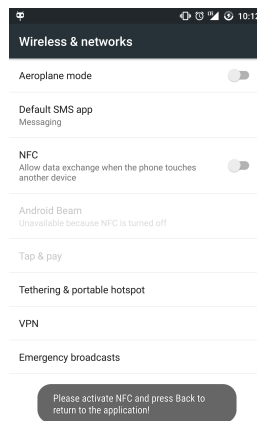 10:12
Wireless & networks
Aeroplane mode
Default SMS app
Messaging
NFC
Allow data exchange when the phone touches
another device
Android Beam
Unavailable because NFC is turned off
Tap & pay
Tethering & portable hotspot
VPN
Emergency broadcasts
Please activate NFC and press Back to
return to the application!